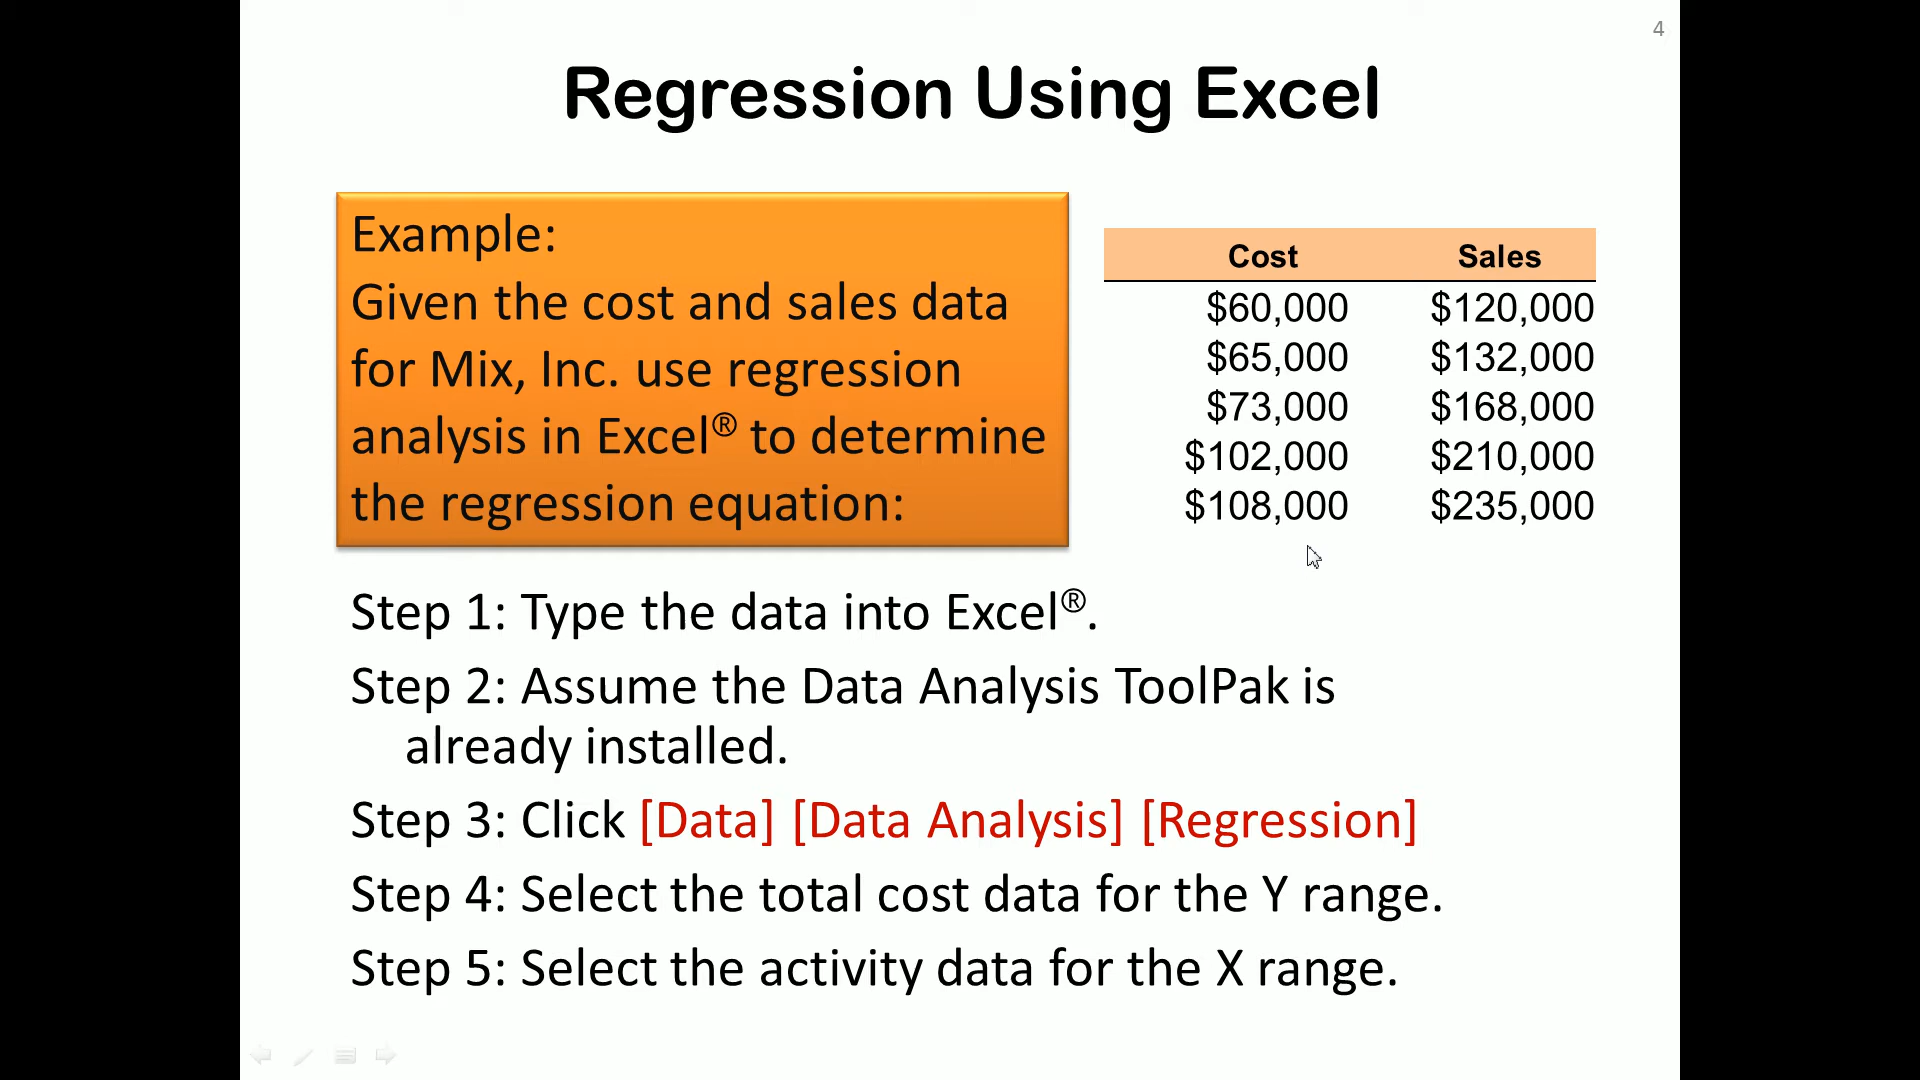 4
Regression Using Excel
Example:
Given the cost and sales data
for Mix, Inc. use regression
analysis in Excel® to determine
the regression equation:
Cost Sales
$60,000 $120,000
$65,000 $132,000
$73,000 $168,000
$102,000 $210,000
$108,000 $235,000
Step 1: Type the data into Excel®.
Step 2: Assume the Data Analysis ToolPak is
already installed.
Step 3: Click [Data] [Data Analysis] [Regression]
Step 4: Select the total cost data for the Y range.
Step 5: Select the activity data for the X range.